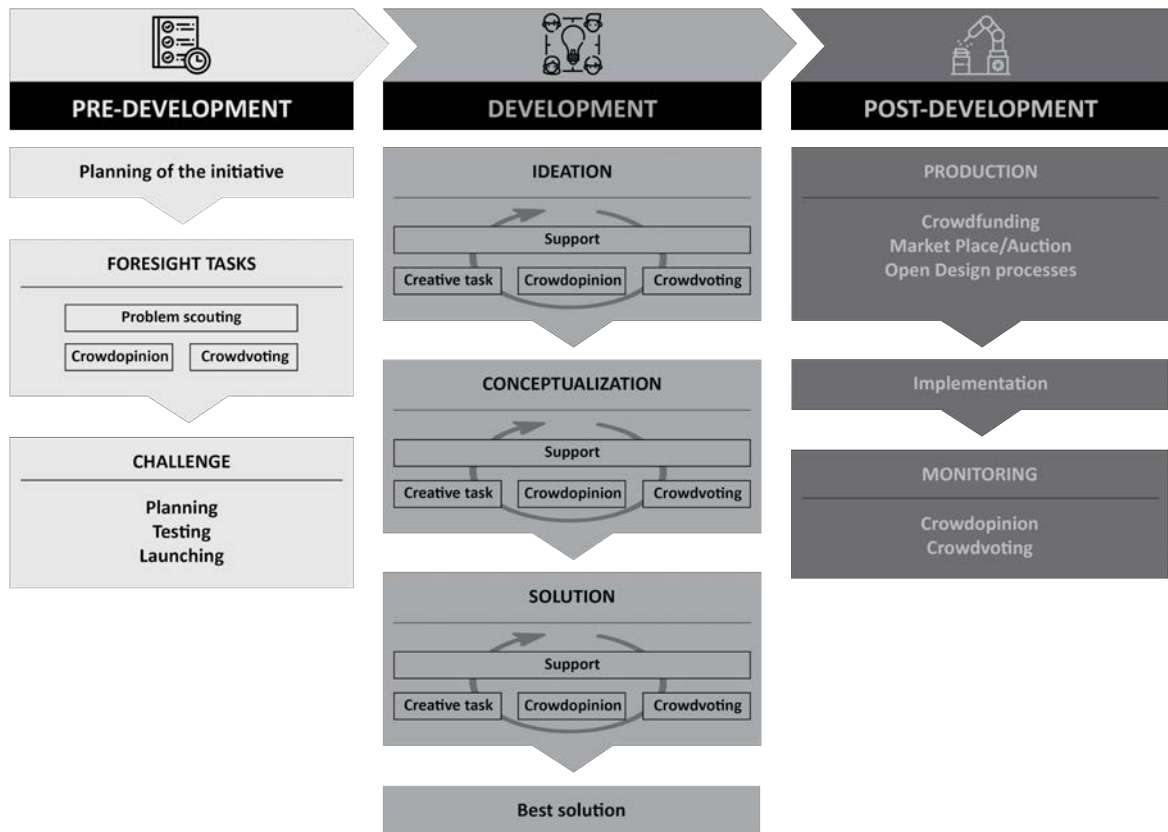 PRE-DEVELOPMENT
Planning of the initiative
FORESIGHT TASKS
Problem scouting
Crowdopinion
Crowdvoting
CHALLENGE
Planning
Testing
Launching
DEVELOPMENT
IDEATION
Support
Creative task
Crowdopinion
Crowdvoting
CONCEPTUALIZATION
Support
Creative task
Crowdopinion
Crowdvoting
SOLUTION
Support
Creative task
Crowdopinion
Crowdvoting
Best solution
POST-DEVELOPMENT
PRODUCTION
Crowdfunding
Market Place/Auction
Open Design processes
Implementation
MONITORING
Crowdopinion
Crowdvoting